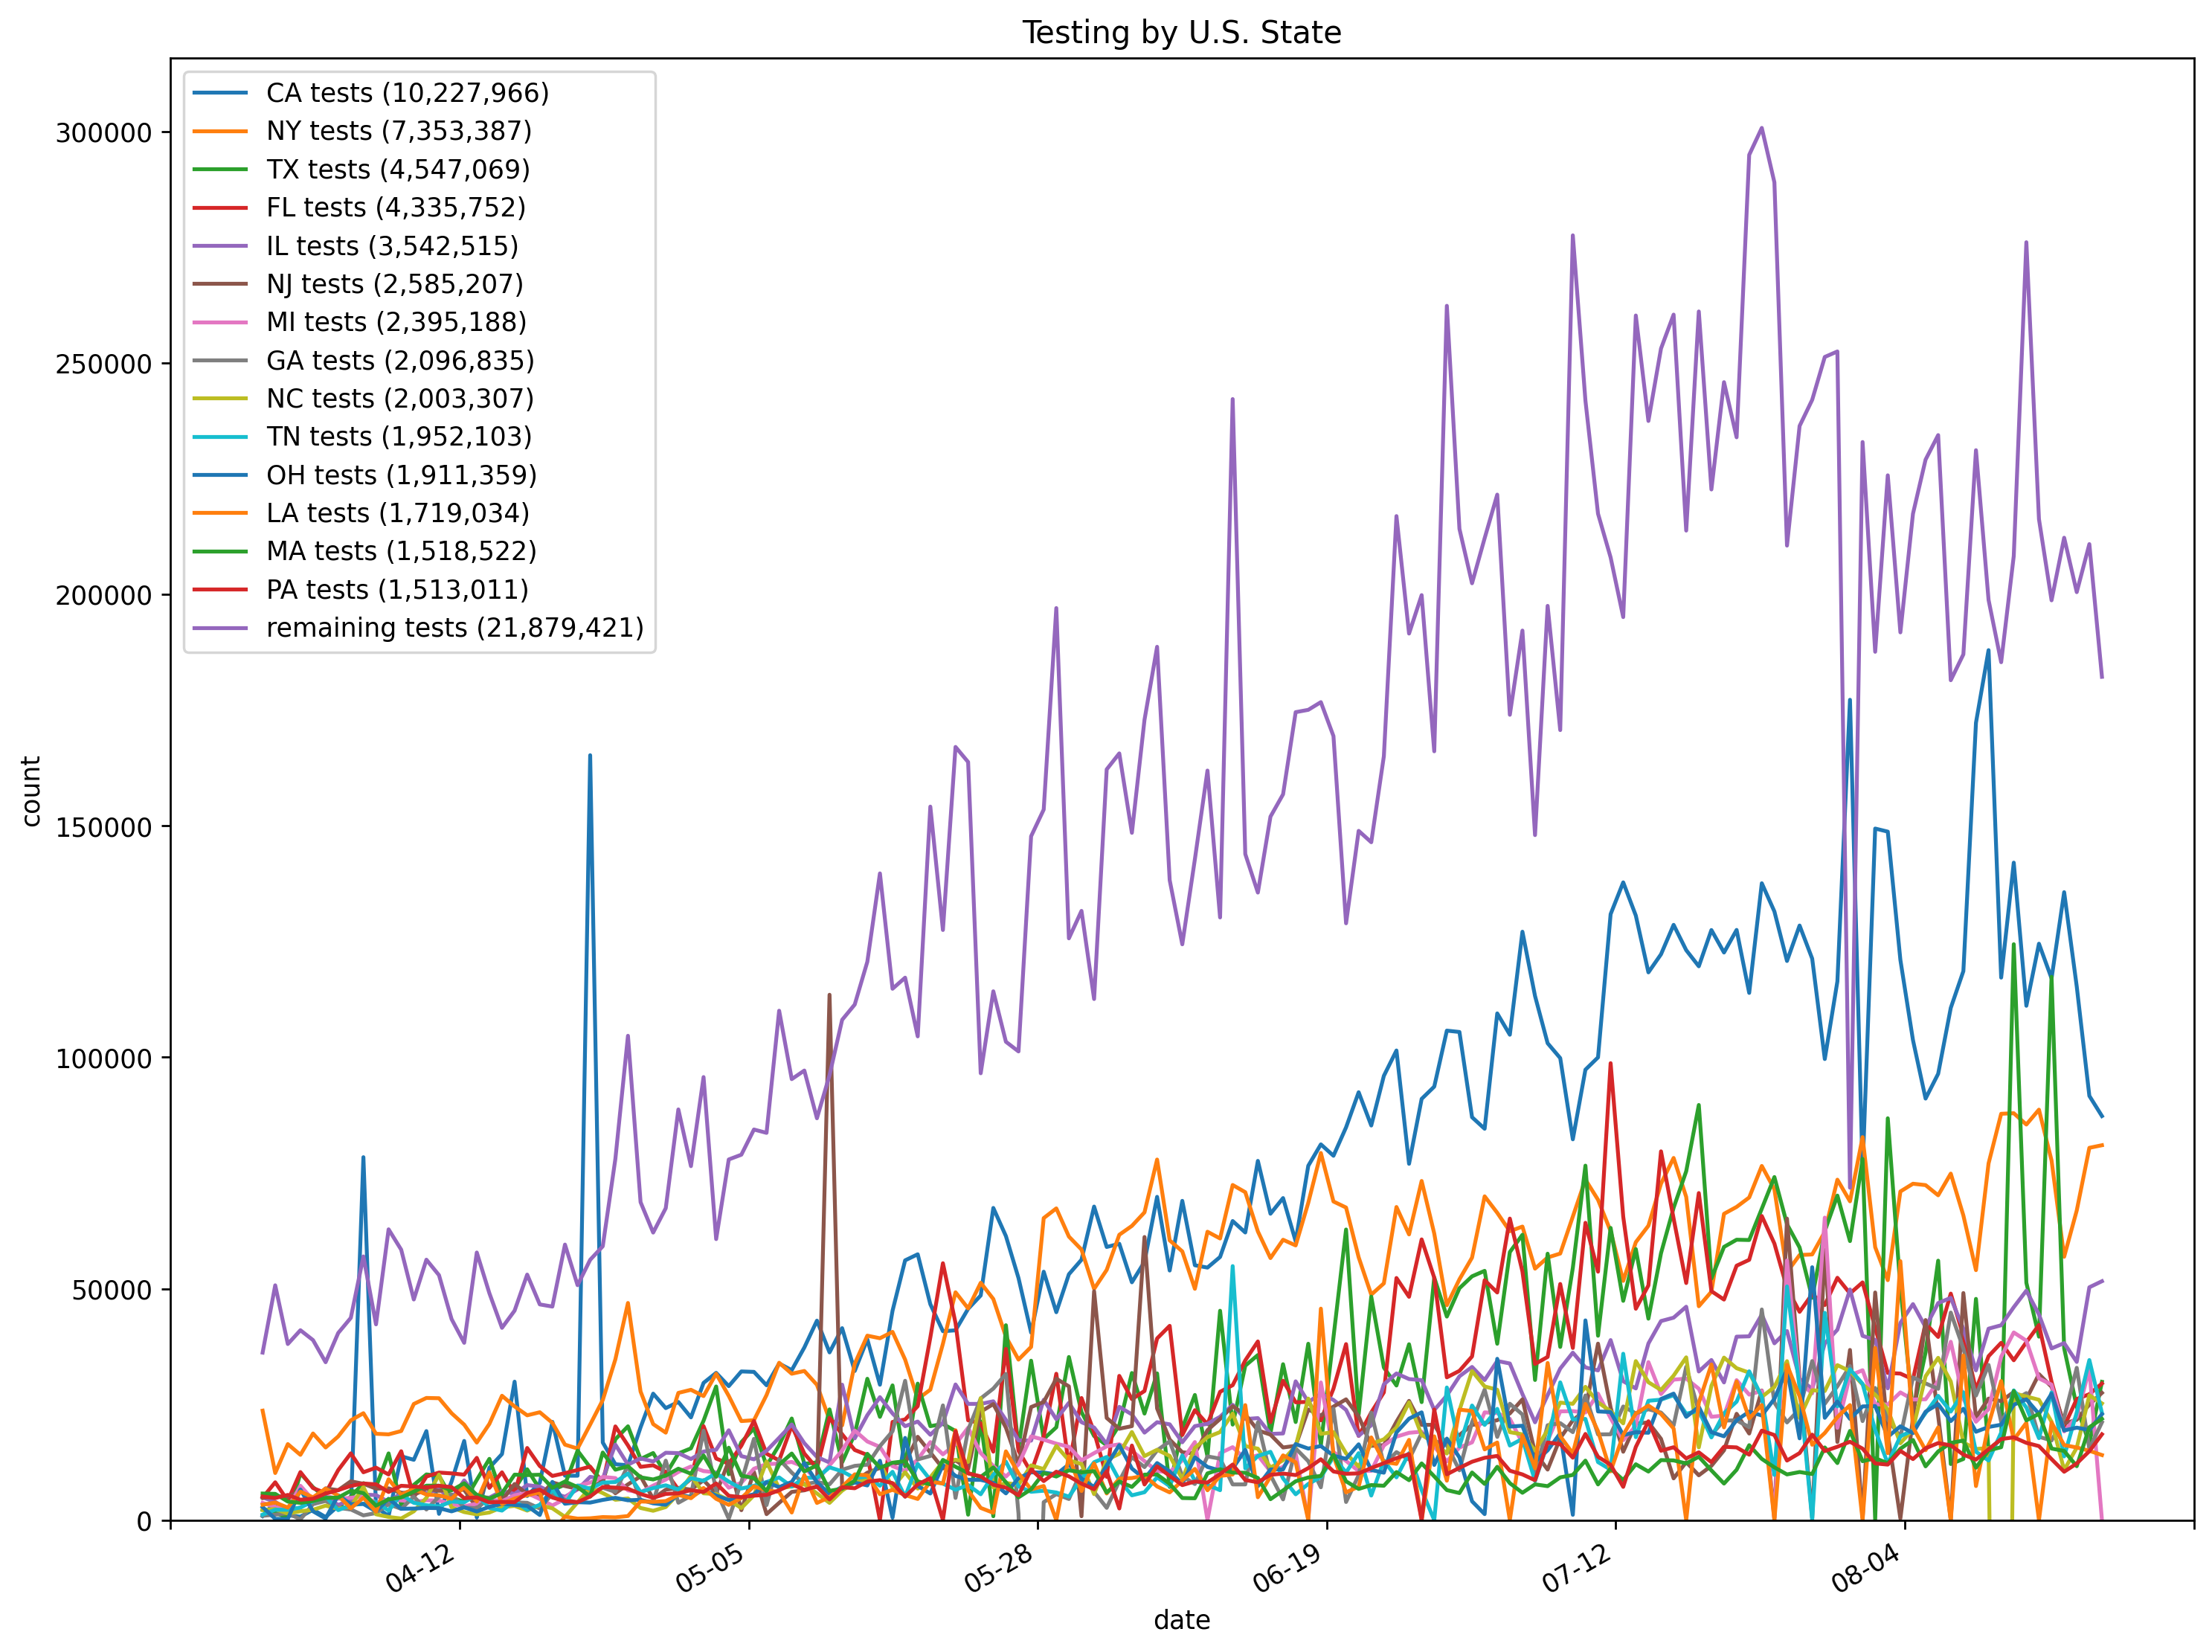 Testing by U.S. State
CA tests (10,227,966)
NY tests (7,353,387)
TX tests (4,547,069)
FL tests (4,335,752)
IL tests (3,542,515)
NJ tests (2,585,207)
MI tests (2,395,188)
GA tests (2,096,835)
NC tests (2,003,307)
TN tests (1,952,103)
OH tests (1,911,359)
LA tests (1,719,034)
MA tests (1,518,522)
PA tests (1,513,011)
remaining tests (21,879,421)
300000
250000
200000
150000
100000
50000
0
count
04-12
05-05
05-28
06-19
07-12
08-04
date